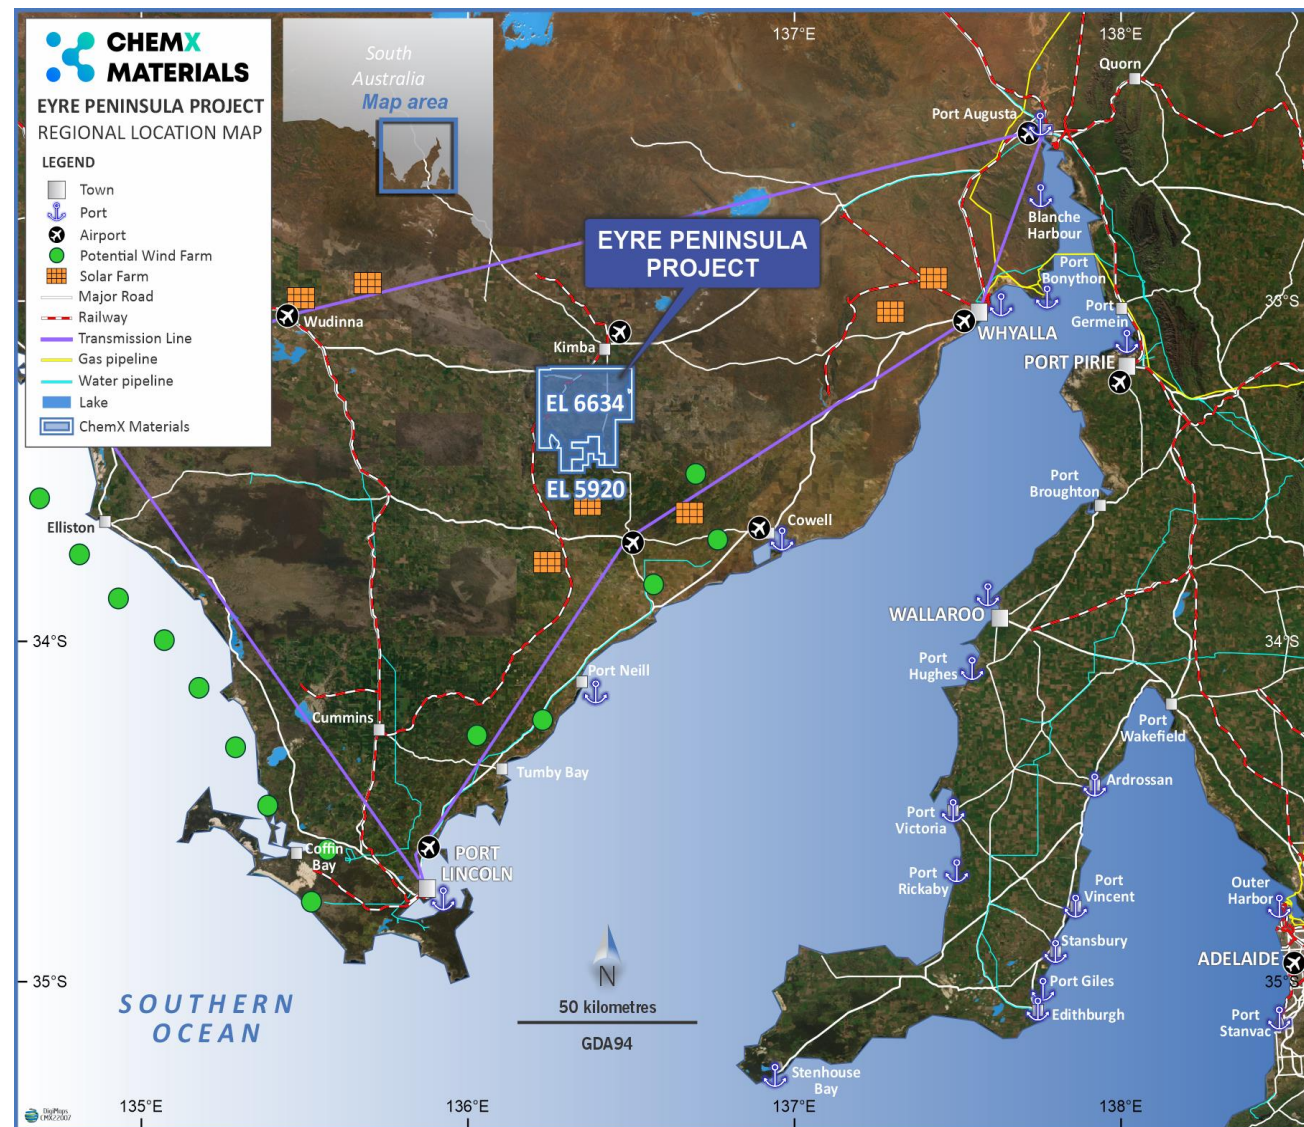 CHEMX
MATERIALS
EYRE PENINSULA PROJECT
REGIONAL LOCATION MAP
LEGEND
Town
Port
Airport
Potential Wind Farm
Solar Farm
Major Road
Railway
Transmission Line
Gas pipeline
Water pipeline
Lake
ChemX Materials
South
Australia
Map area
137°E
138°E
Quorn
Port Augusta
Blanche
Harbour
EYRE PENINSULA
PROJECT
Port
Bonython
33°S
Port
Germein
Wudinna
WHYALLA
Kimba
PORT PIRIE
EL 6634
EL 5920
Port
Broughton
Elliston
Cowell
WALLAROO
34°S
34°S
Port
Hughes
Port Neill
Cummins
Port
Wakefield
Tumby Bay
Ardrossan
Port
Victoria
Coffin
Bay
PORT
LINCOLN
Port
Rickaby
Port
Vincent
Outer
Harbor
Stansbury
ADELAIDE
35°S
35°S
Port Giles
Edithburgh
Port
Stanvac
SOUTHERN
OCEAN
N
50 kilometres
GDA94
Stenhouse
Bay
DigiMaps
CMX22007
135°E
136°E
137°E
138°E